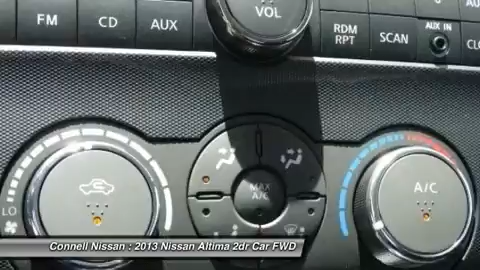 FM
CD
AUX
VOL
RDM
RPT
SCAN
AUX IN
LO
MAX
A/C
A/C
Connell Nissan : 2013 Nissan Altima 2dr Car FWD